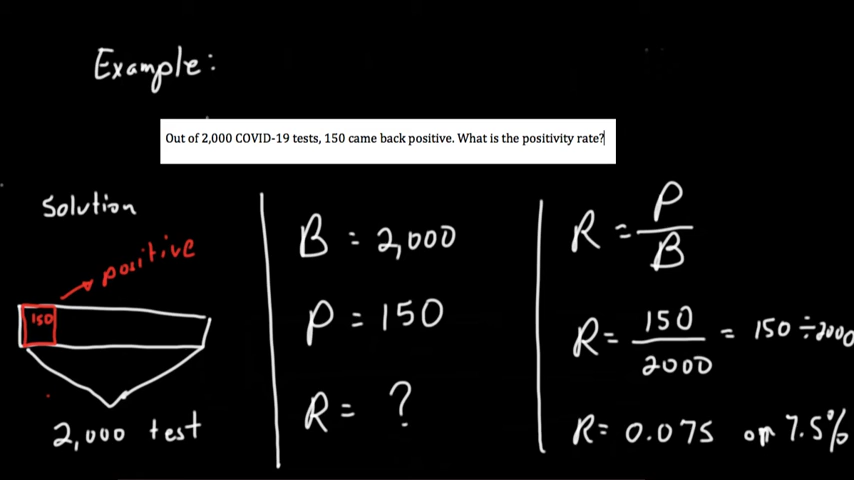 Example:
Out of 2,000 COVID-19 tests, 150 came back positive. What is the positivity rate?
Solution
positive
150
2,000 test
B = 2,000
P = 150
R = ?
R = P/B
R = 150/2000 = 150 ÷ 2000
R = 0.075 or 7.5%